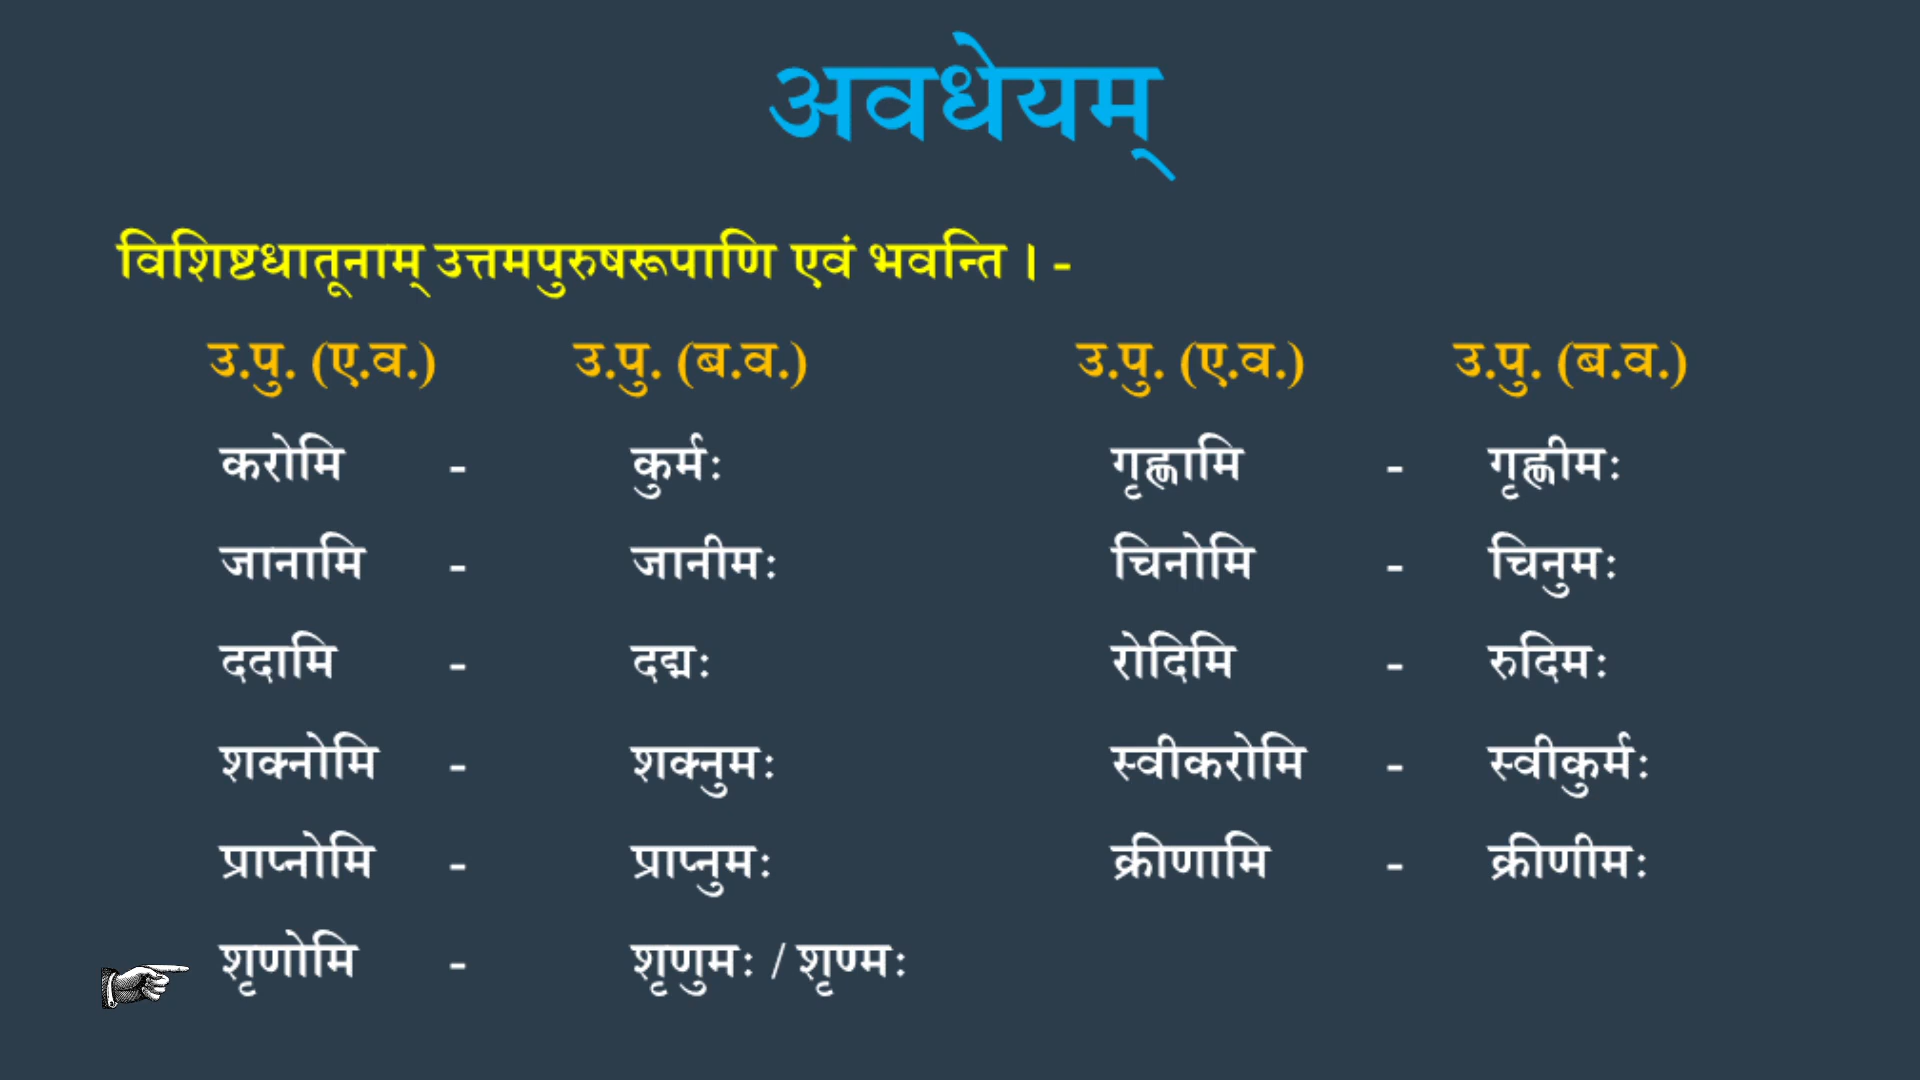 अवधेयम्
विशिष्टधातूनाम् उत्तमपुरुषरूपाणि एवं भवन्ति । -
उ.पु. (ए.व.) उ.पु. (ब.व.) उ.पु. (ए.व.) उ.पु. (ब.व.)
करोमि - कुर्मः गृह्णामि - गृह्णीमः
जानामि - जानीमः चिनोमि - चिनुमः
ददामि - दद्मः रोदिमि - रुदिमः
शक्नोमि - शक्नुमः स्वीकरोमि - स्वीकुर्मः
प्राप्नोमि - प्राप्नुमः क्रीणामि - क्रीणीमः
शृणोमि - शृणुमः / शृण्मः